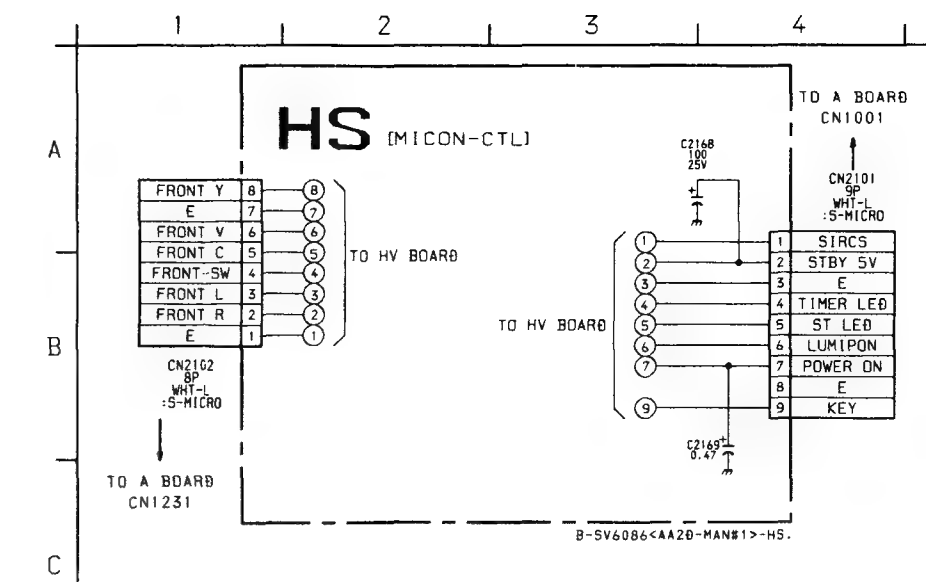 1 2 3 4
A
B
C
HS [MICON-CTL]
TO A BOARD
CN1001
CN2101
9P
WHT-L
:S-MICRO
C2168
100
25V
+
FRONT Y 8 8
E 7 7
FRONT V 6 6
FRONT C 5 5
FRONT-SW 4 4
FRONT L 3 3
FRONT R 2 2
E 1 1
TO HV BOARD
CN2102
8P
WHT-L
:S-MICRO
TO A BOARD
CN1231
TO HV BOARD
1 1 SIRCS
2 2 STBY 5V
3 3 E
4 4 TIMER LED
5 5 ST LED
6 6 LUMIPON
7 7 POWER ON
8 E
9 9 KEY
C2169
0.47
+
B-SV6086<AA2D-MAN#1>-HS.